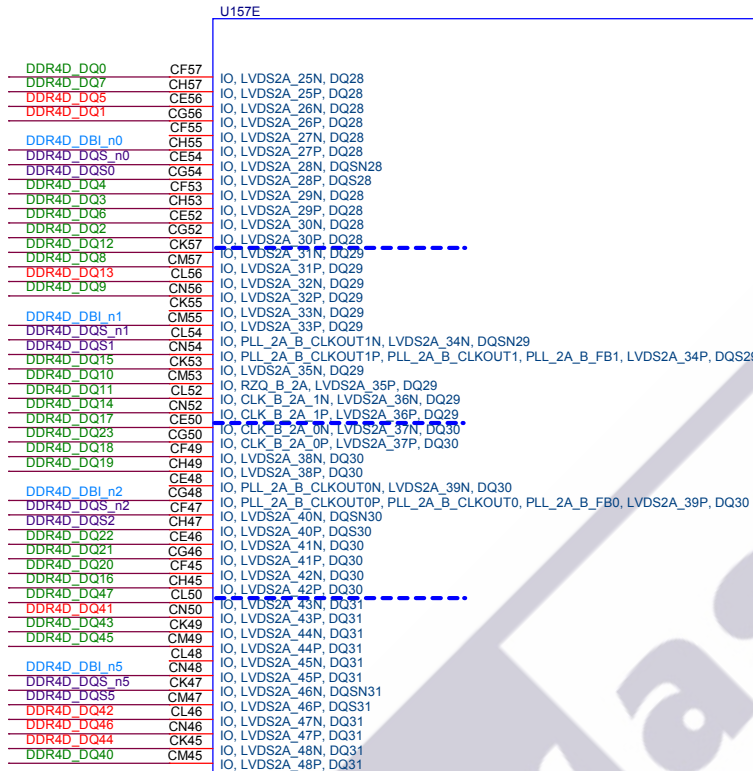 U157E
DDR4D_DQ0 CF57 IO, LVDS2A_25N, DQ28
DDR4D_DQ7 CH57 IO, LVDS2A_25P, DQ28
DDR4D_DQ5 CE56 IO, LVDS2A_26N, DQ28
DDR4D_DQ1 CG56 IO, LVDS2A_26P, DQ28
CF55 IO, LVDS2A_27N, DQ28
DDR4D_DBI_n0 CH55 IO, LVDS2A_27P, DQ28
DDR4D_DQS_n0 CE54 IO, LVDS2A_28N, DQSN28
DDR4D_DQS0 CG54 IO, LVDS2A_28P, DQS28
DDR4D_DQ4 CF53 IO, LVDS2A_29N, DQ28
DDR4D_DQ3 CH53 IO, LVDS2A_29P, DQ28
DDR4D_DQ6 CE52 IO, LVDS2A_30N, DQ28
DDR4D_DQ2 CG52 IO, LVDS2A_30P, DQ28
DDR4D_DQ12 CK57 IO, LVDS2A_31N, DQ29
DDR4D_DQ8 CM57 IO, LVDS2A_31P, DQ29
DDR4D_DQ13 CL56 IO, LVDS2A_32N, DQ29
DDR4D_DQ9 CN56 IO, LVDS2A_32P, DQ29
CK55 IO, LVDS2A_33N, DQ29
DDR4D_DBI_n1 CM55 IO, LVDS2A_33P, DQ29
DDR4D_DQS_n1 CL54 IO, PLL_2A_B_CLKOUT1N, LVDS2A_34N, DQSN29
DDR4D_DQS1 CN54 IO, PLL_2A_B_CLKOUT1P, PLL_2A_B_CLKOUT1, PLL_2A_B_FB1, LVDS2A_34P, DQS29
DDR4D_DQ15 CK53 IO, LVDS2A_35N, DQ29
DDR4D_DQ10 CM53 IO, RZQ_B_2A, LVDS2A_35P, DQ29
DDR4D_DQ11 CL52 IO, CLK_B_2A_1N, LVDS2A_36N, DQ29
DDR4D_DQ14 CN52 IO, CLK_B_2A_1P, LVDS2A_36P, DQ29
DDR4D_DQ17 CE50 IO, CLK_B_2A_0N, LVDS2A_37N, DQ30
DDR4D_DQ23 CG50 IO, CLK_B_2A_0P, LVDS2A_37P, DQ30
DDR4D_DQ18 CF49 IO, LVDS2A_38N, DQ30
DDR4D_DQ19 CH49 IO, LVDS2A_38P, DQ30
CE48 IO, PLL_2A_B_CLKOUT0N, LVDS2A_39N, DQ30
DDR4D_DBI_n2 CG48 IO, PLL_2A_B_CLKOUT0P, PLL_2A_B_CLKOUT0, PLL_2A_B_FB0, LVDS2A_39P, DQ30
DDR4D_DQS_n2 CF47 IO, LVDS2A_40N, DQSN30
DDR4D_DQS2 CH47 IO, LVDS2A_40P, DQS30
DDR4D_DQ22 CE46 IO, LVDS2A_41N, DQ30
DDR4D_DQ21 CG46 IO, LVDS2A_41P, DQ30
DDR4D_DQ20 CF45 IO, LVDS2A_42N, DQ30
DDR4D_DQ16 CH45 IO, LVDS2A_42P, DQ30
DDR4D_DQ47 CL50 IO, LVDS2A_43N, DQ31
DDR4D_DQ41 CN50 IO, LVDS2A_43P, DQ31
DDR4D_DQ43 CK49 IO, LVDS2A_44N, DQ31
DDR4D_DQ45 CM49 IO, LVDS2A_44P, DQ31
CL48 IO, LVDS2A_45N, DQ31
DDR4D_DBI_n5 CN48 IO, LVDS2A_45P, DQ31
DDR4D_DQS_n5 CK47 IO, LVDS2A_46N, DQSN31
DDR4D_DQS5 CM47 IO, LVDS2A_46P, DQS31
DDR4D_DQ42 CL46 IO, LVDS2A_47N, DQ31
DDR4D_DQ46 CN46 IO, LVDS2A_47P, DQ31
DDR4D_DQ44 CK45 IO, LVDS2A_48N, DQ31
DDR4D_DQ40 CM45 IO, LVDS2A_48P, DQ31